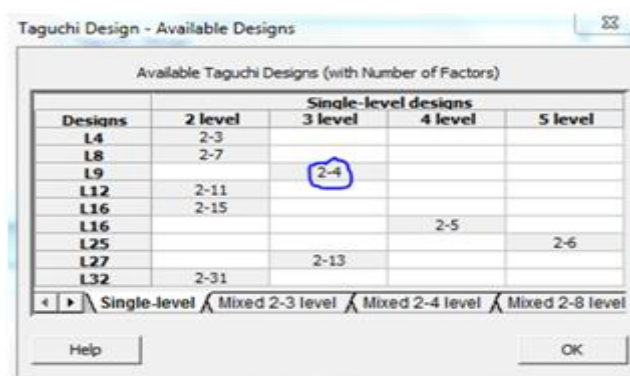 Taguchi Design - Available Designs
Available Taguchi Designs (with Number of Factors)
Single-level designs
Designs 2 level 3 level 4 level 5 level
L4 2-3
L8 2-7
L9 2-4
L12 2-11
L16 2-15
L16 2-5
L25 2-6
L27 2-13
L32 2-31
Single-level Mixed 2-3 level Mixed 2-4 level Mixed 2-8 level
Help OK